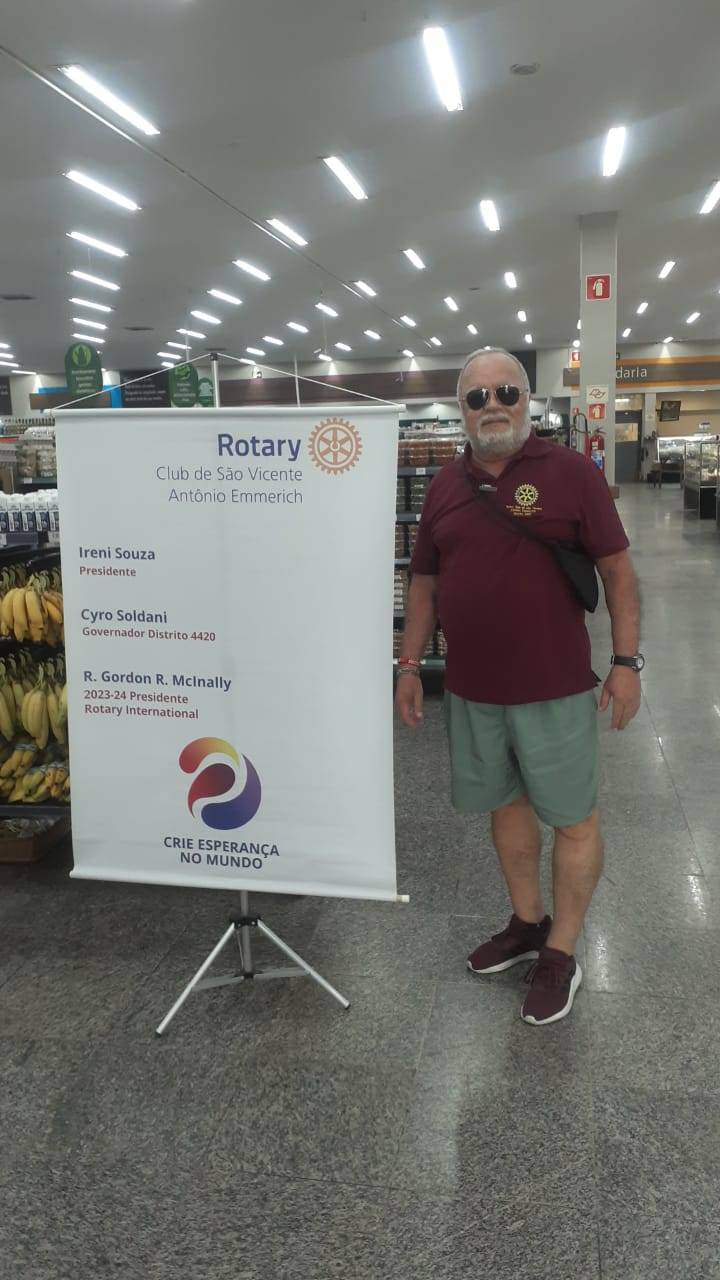 Rotary
Club de São Vicente
Antônio Emmerich
Ireni Souza
Presidente
Cyro Soldani
Governador Distrito 4420
R. Gordon R. McInally
2023-24 Presidente
Rotary International
CRIE ESPERANÇA
NO MUNDO
daria